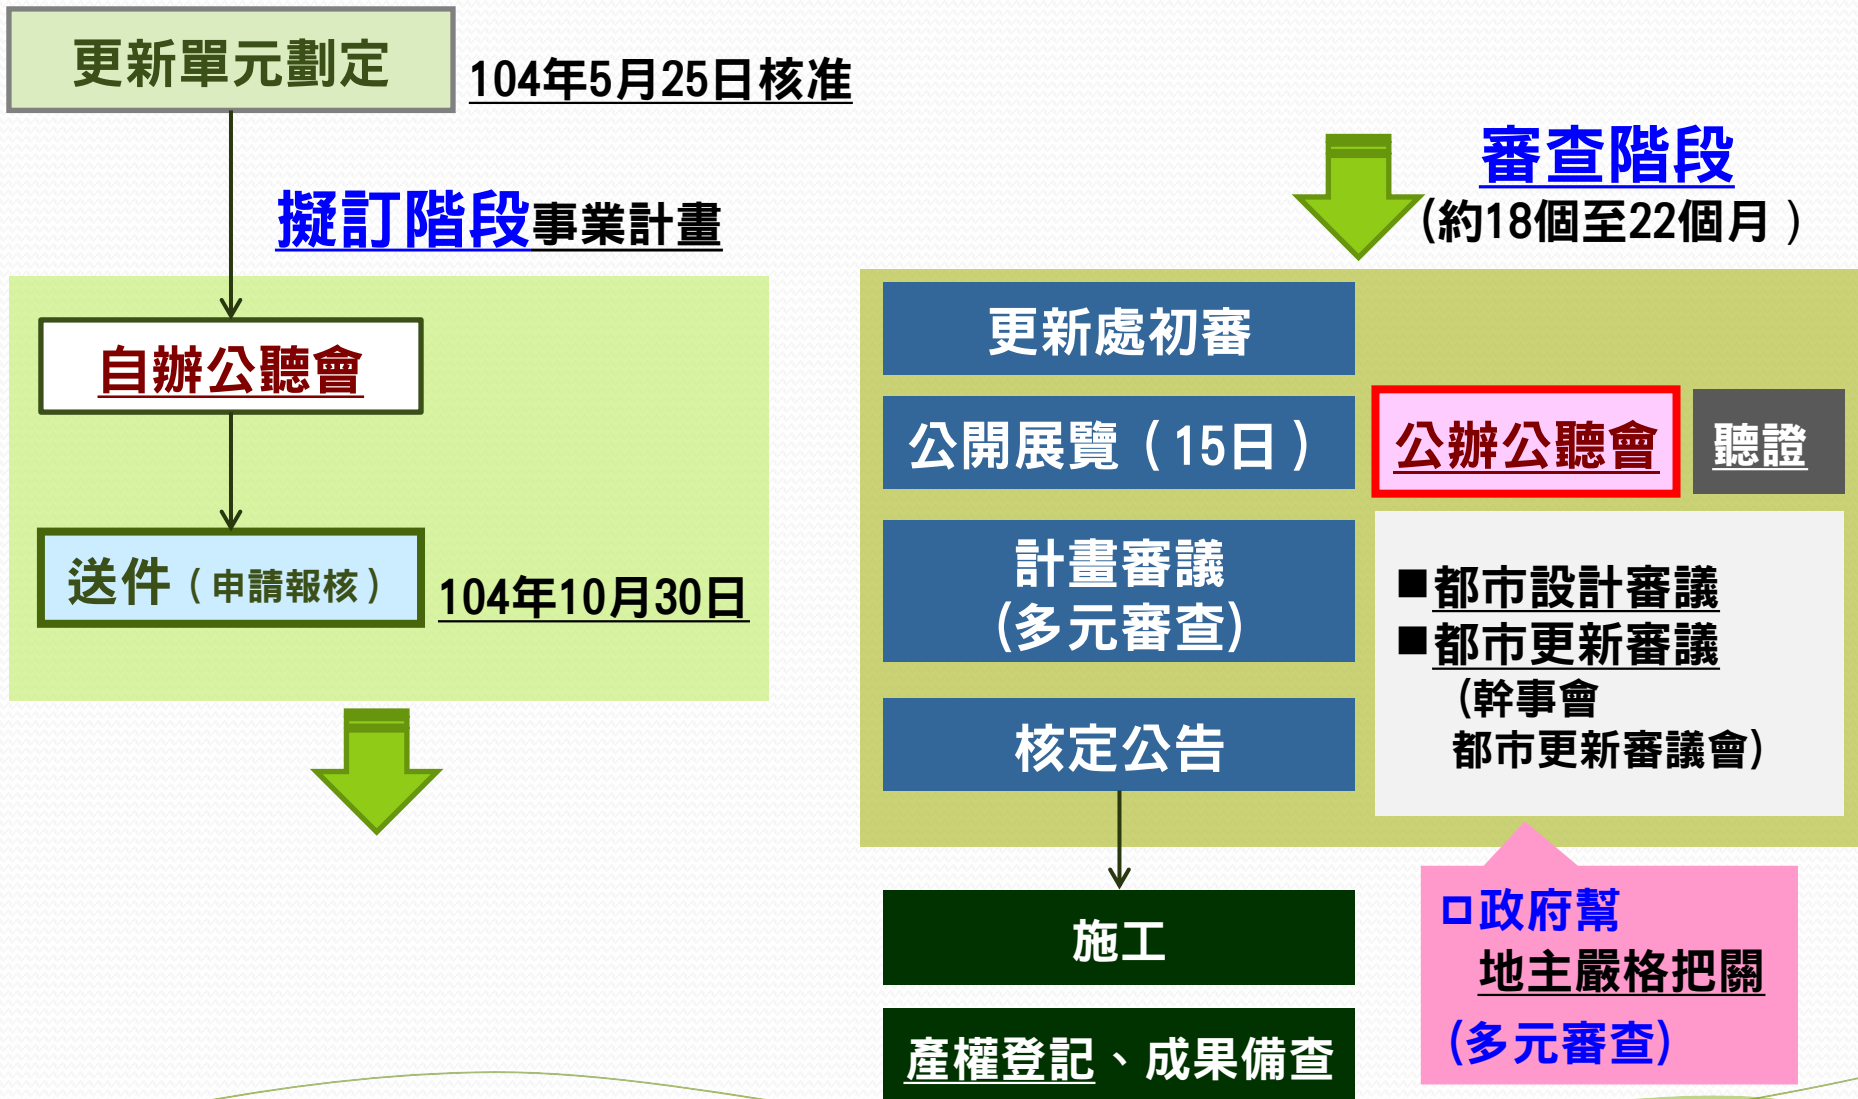 更新單元劃定
104年5月25日核准
擬訂階段事業計畫
自辦公聽會
送件（申請報核）
104年10月30日
審查階段
(約18個至22個月）
更新處初審
公開展覽（15日）
公辦公聽會
聽證
計畫審議
(多元審查)
■都市設計審議
■都市更新審議
(幹事會
都市更新審議會)
核定公告
施工
產權登記、成果備查
□政府幫
地主嚴格把關
(多元審查)